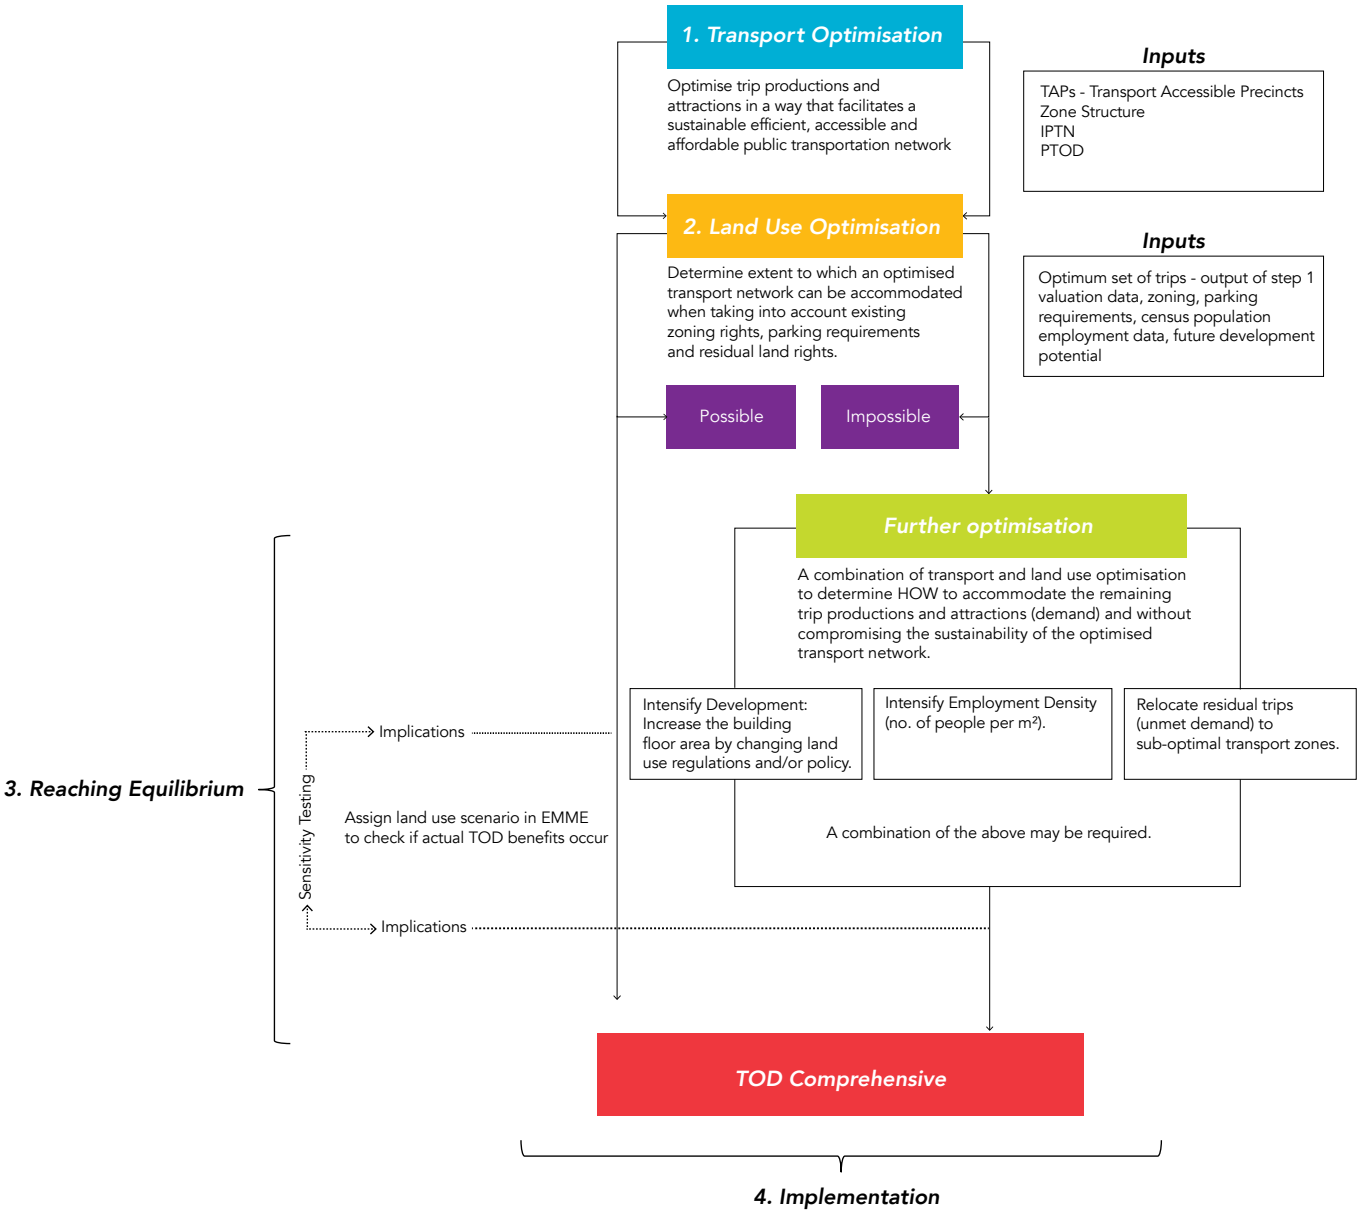 1. Transport Optimisation
Optimise trip productions and
attractions in a way that facilitates a
sustainable efficient, accessible and
affordable public transportation network
Inputs
TAPs - Transport Accessible Precincts
Zone Structure
IPTN
PTOD
2. Land Use Optimisation
Determine extent to which an optimised
transport network can be accommodated
when taking into account existing
zoning rights, parking requirements
and residual land rights.
Inputs
Optimum set of trips - output of step 1
valuation data, zoning, parking
requirements, census population
employment data, future development
potential
Possible
Impossible
Further optimisation
A combination of transport and land use optimisation
to determine HOW to accommodate the remaining
trip productions and attractions (demand) and without
compromising the sustainability of the optimised
transport network.
Intensify Development:
Increase the building
floor area by changing land
use regulations and/or policy.
Intensify Employment Density
(no. of people per m²).
Relocate residual trips
(unmet demand) to
sub-optimal transport zones.
A combination of the above may be required.
3. Reaching Equilibrium
Sensitivity Testing
Implications
Assign land use scenario in EMME
to check if actual TOD benefits occur
Implications
TOD Comprehensive
4. Implementation